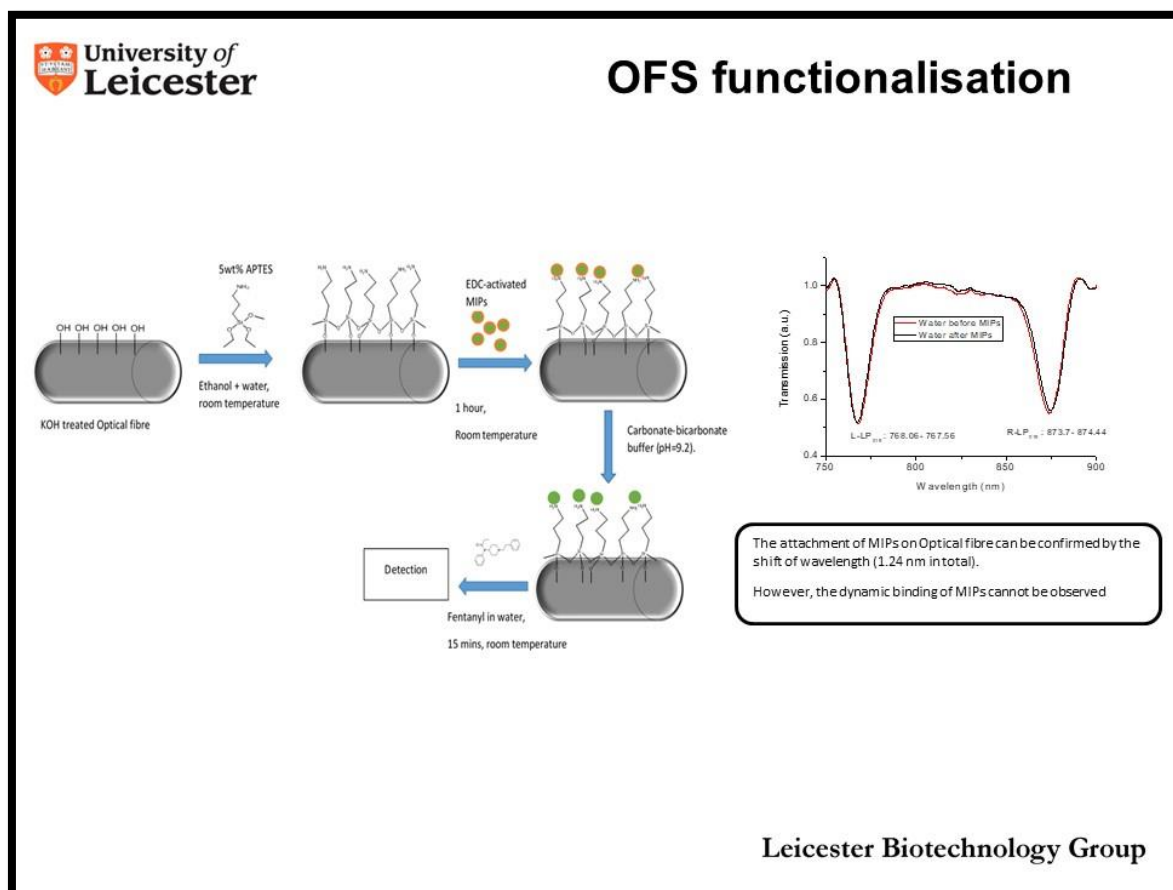 University of
Leicester
OFS functionalisation
5wt% APTES
NH₂
OH OH OH OH OH
Ethanol + water,
room temperature
KOH treated Optical fibre
EDC-activated
MIPs
1 hour,
Room temperature
Carbonate-bicarbonate
buffer (pH=9.2).
Detection
Fentanyl in water,
15 mins, room temperature
Transmission (a.u.)
1.0
0.8
0.6
0.4
Water before MIPs
Water after MIPs
L-LP : 768.06- 767.56
R-LP : 873.7- 874.44
750 800 850 900
Wavelength (nm)
The attachment of MIPs on Optical fibre can be confirmed by the
shift of wavelength (1.24 nm in total).
However, the dynamic binding of MIPs cannot be observed
Leicester Biotechnology Group